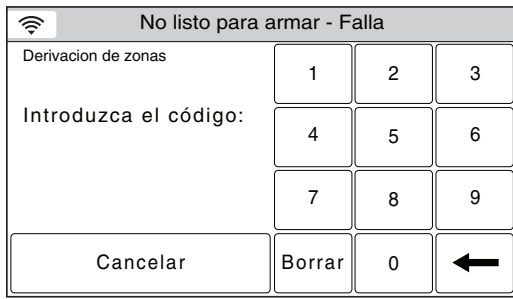 No listo para armar - Falla
Derivacion de zonas
Introduzca el código:
1 2 3
4 5 6
7 8 9
Cancelar Borrar 0